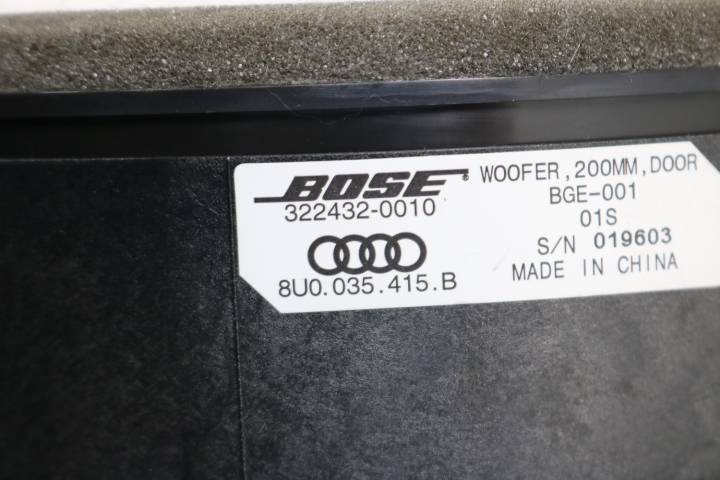 BOSE®
322432-0010
8U0.035.415.B
WOOFER,200MM,DOOR
BGE-001
01S
S/N 019603
MADE IN CHINA